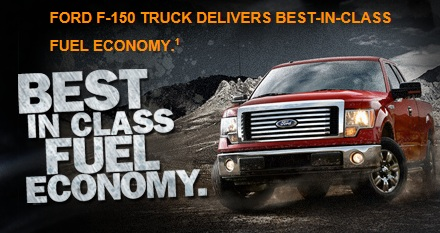 FORD F-150 TRUCK DELIVERS BEST-IN-CLASS
FUEL ECONOMY.¹
BEST
IN CLASS
FUEL
ECONOMY.
Ford